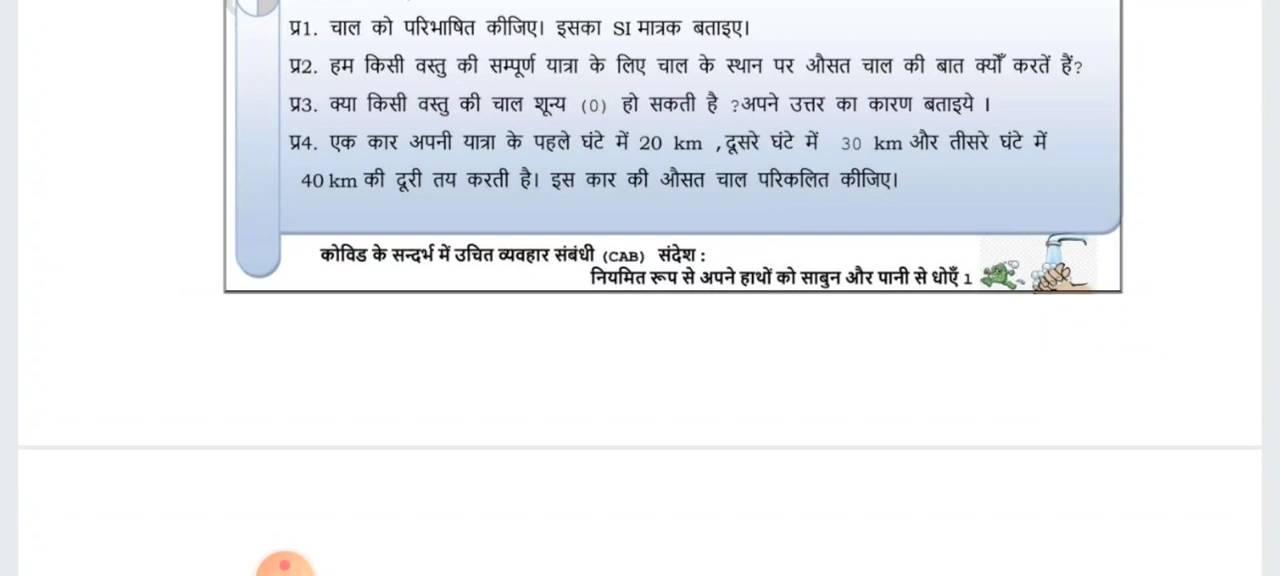 प्र1. चाल को परिभाषित कीजिए। इसका SI मात्रक बताइए।
प्र2. हम किसी वस्तु की सम्पूर्ण यात्रा के लिए चाल के स्थान पर औसत चाल की बात क्योँ करतें हैं?
प्र3. क्या किसी वस्तु की चाल शून्य (0) हो सकती है ?अपने उत्तर का कारण बताइये ।
प्र4. एक कार अपनी यात्रा के पहले घंटे में 20 km ,दूसरे घंटे में 30 km और तीसरे घंटे में
40 km की दूरी तय करती है। इस कार की औसत चाल परिकलित कीजिए।
कोविड के सन्दर्भ में उचित व्यवहार संबंधी (CAB) संदेश :
नियमित रूप से अपने हाथों को साबुन और पानी से धोएँ 1